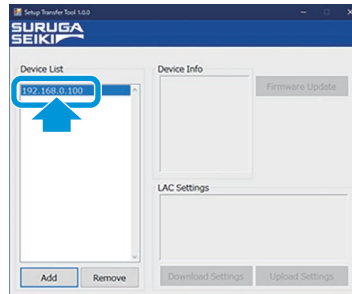 Setup Transfer Tool 1.0.0
SURUGA
SEIKI
Device List
Device Info
192.168.0.100
Firmware Update
LAC Settings
Add
Remove
Download Settings
Upload Settings